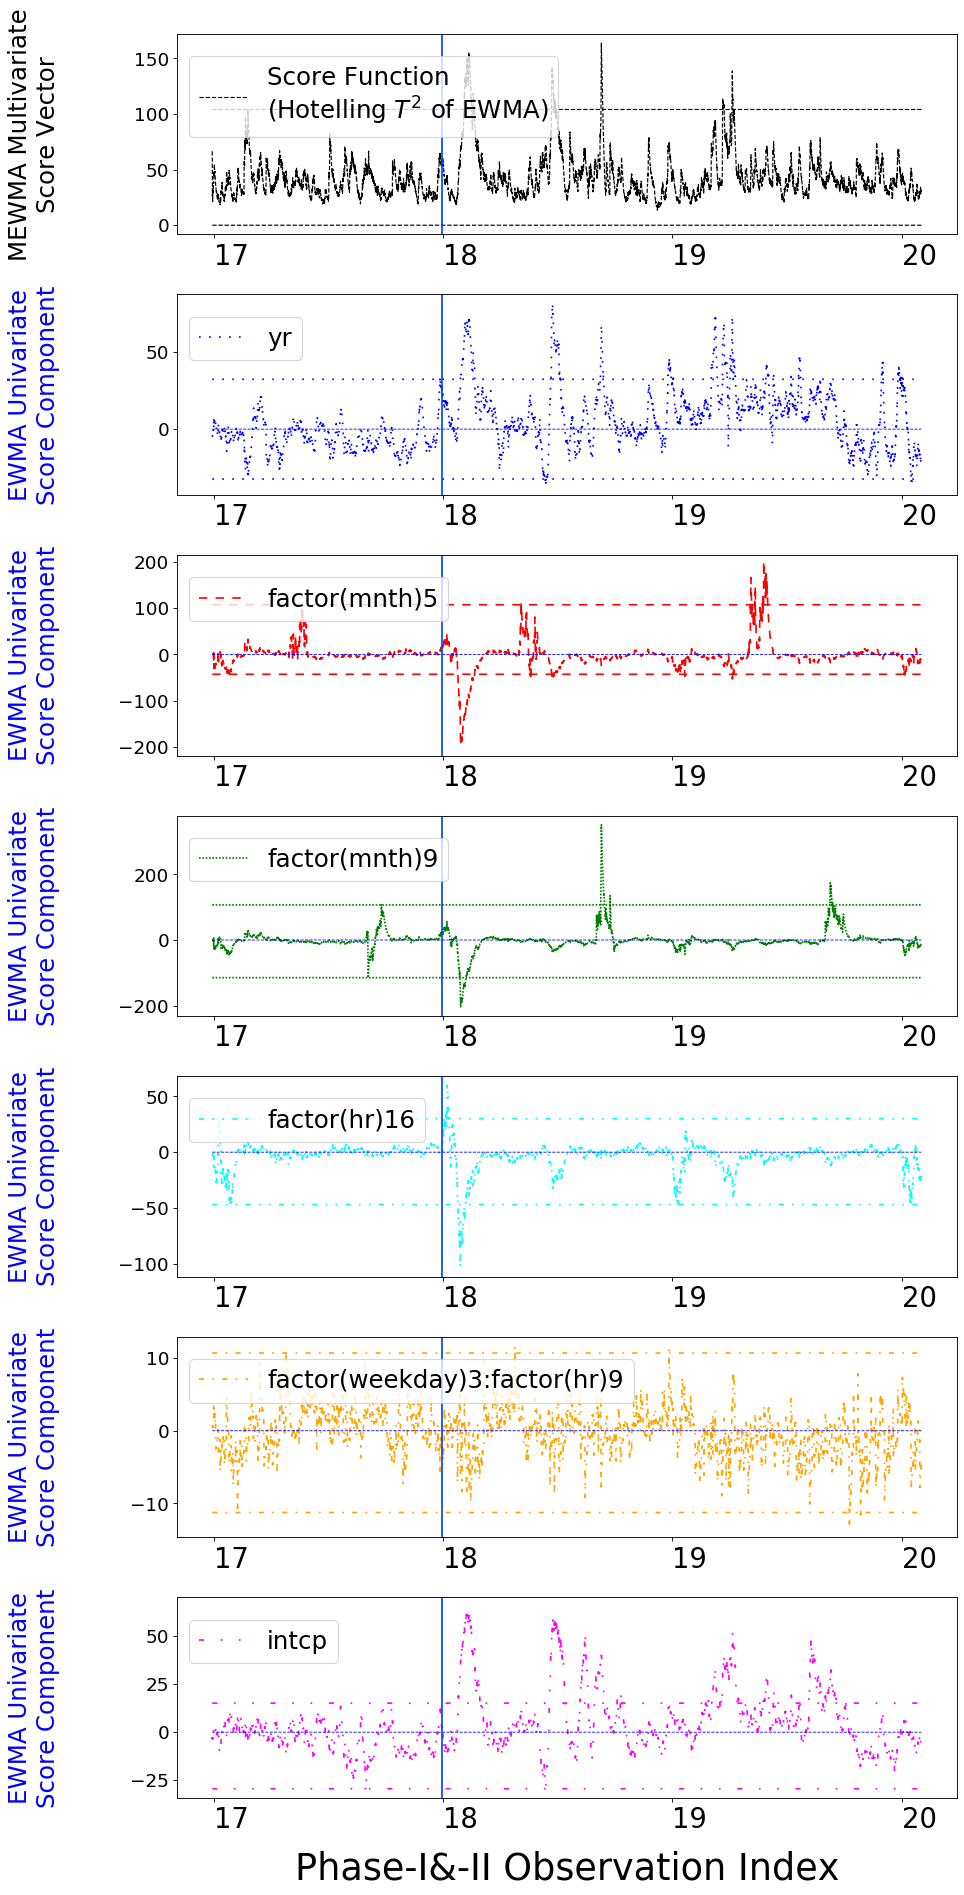 MEWMA Multivariate
Score Vector
150
100
50
0
Score Function
(Hotelling T² of EWMA)
17 18 19 20
EWMA Univariate
Score Component
50
0
yr
17 18 19 20
EWMA Univariate
Score Component
200
100
0
−100
−200
factor(mnth)5
17 18 19 20
EWMA Univariate
Score Component
200
0
−200
factor(mnth)9
17 18 19 20
EWMA Univariate
Score Component
50
0
−50
−100
factor(hr)16
17 18 19 20
EWMA Univariate
Score Component
10
0
−10
factor(weekday)3:factor(hr)9
17 18 19 20
EWMA Univariate
Score Component
50
25
0
−25
intcp
17 18 19 20
Phase-I&-II Observation Index